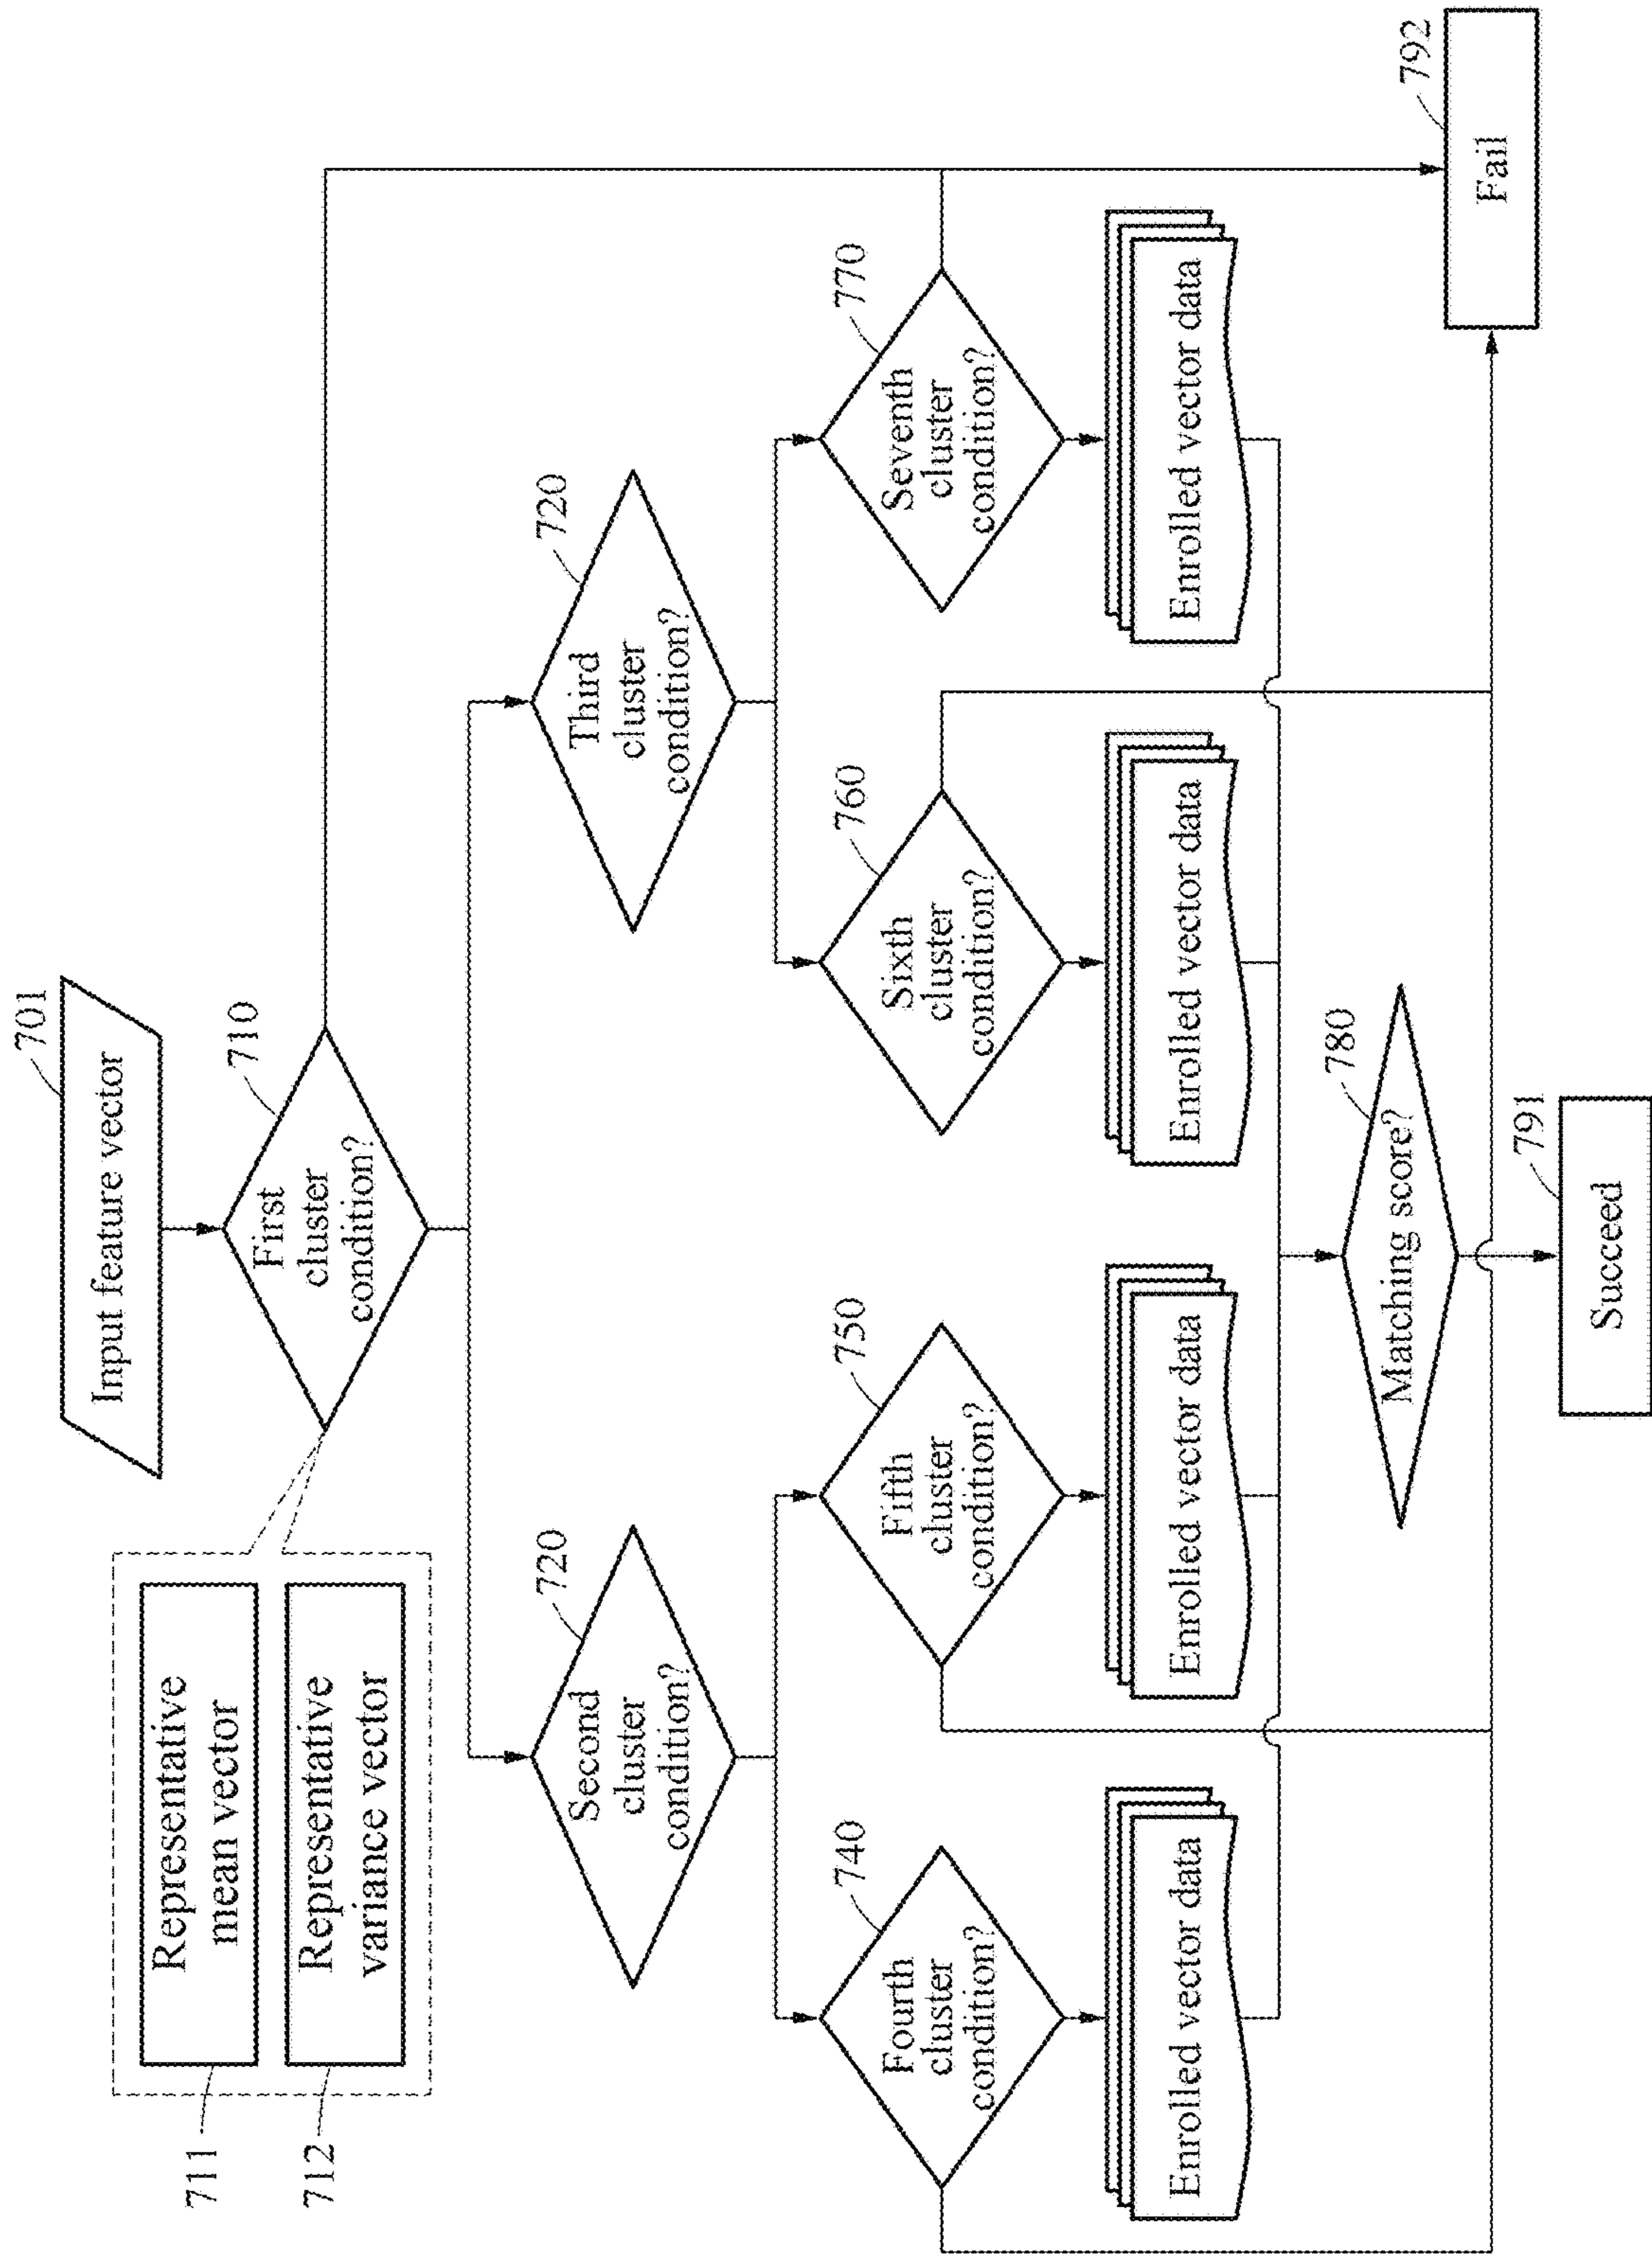 701
Input feature vector
711
Representative
mean vector
712
Representative
variance vector
710
First
cluster
condition?
720
Second
cluster
condition?
720
Third
cluster
condition?
740
Fourth
cluster
condition?
750
Fifth
cluster
condition?
760
Sixth
cluster
condition?
770
Seventh
cluster
condition?
Enrolled vector data
Enrolled vector data
Enrolled vector data
Enrolled vector data
780
Matching score?
791
Succeed
792
Fail